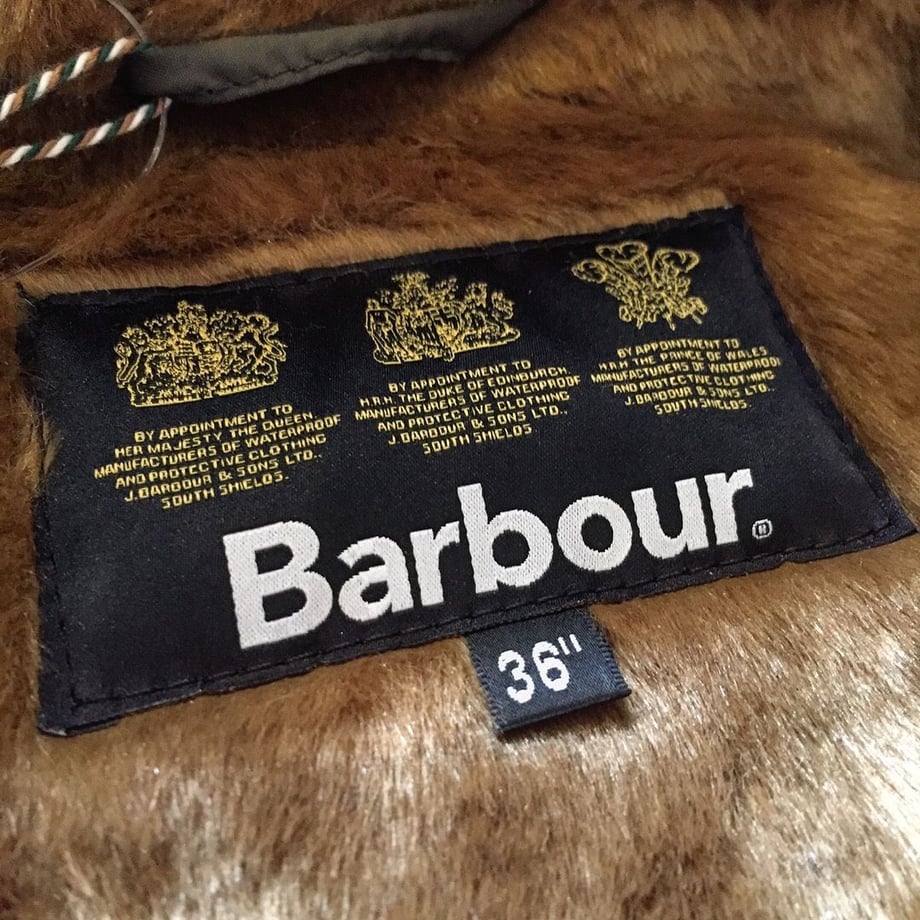 BY APPOINTMENT TO
HER MAJESTY THE QUEEN
MANUFACTURERS OF WATERPROOF
AND PROTECTIVE CLOTHING
J.BARBOUR & SONS LTD.,
SOUTH SHIELDS.
BY APPOINTMENT TO
H.R.H. THE DUKE OF EDINBURGH
MANUFACTURERS OF WATERPROOF
AND PROTECTIVE CLOTHING
J.BARBOUR & SONS LTD.,
SOUTH SHIELDS.
BY APPOINTMENT TO
H.R.H. THE PRINCE OF WALES
MANUFACTURERS OF WATERPROOF
AND PROTECTIVE CLOTHING
J.BARBOUR & SONS LTD.,
SOUTH SHIELDS.
Barbour®
36"